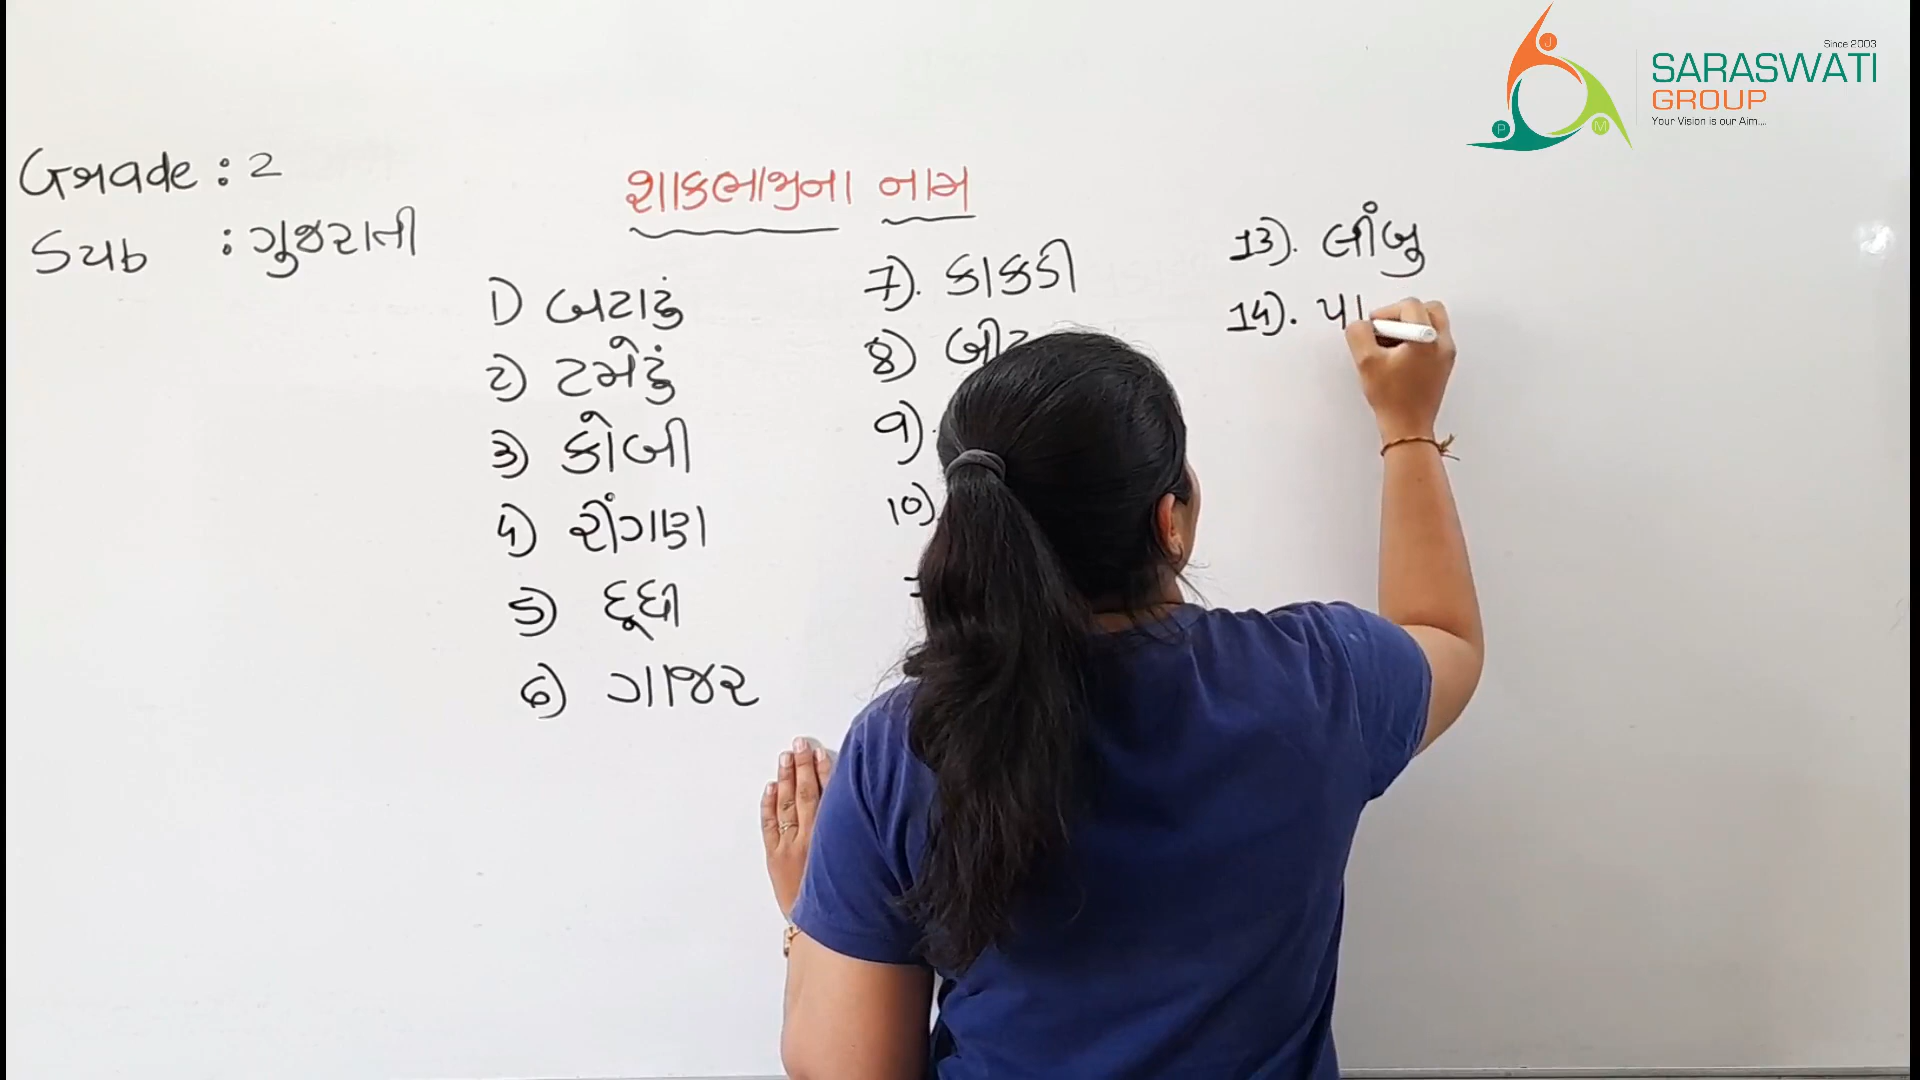 Since 2003
SARASWATI
GROUP
Your Vision is our Aim....
J
P
M
Grade : 2
Sub : ગુજરાતી
શાકભાજીના નામ
1) બટાટું
2) ટમેટું
3) કોબી
4) રીંગણ
5) દૂધી
6) ગાજર
7). કાકડી
8) બીટ
9).
10).
13). લીંબુ
14). પા